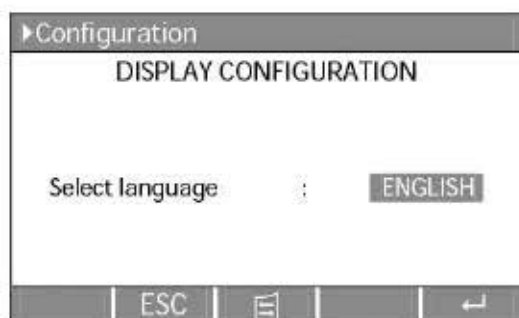 ▶Configuration
DISPLAY CONFIGURATION
Select language : ENGLISH
ESC